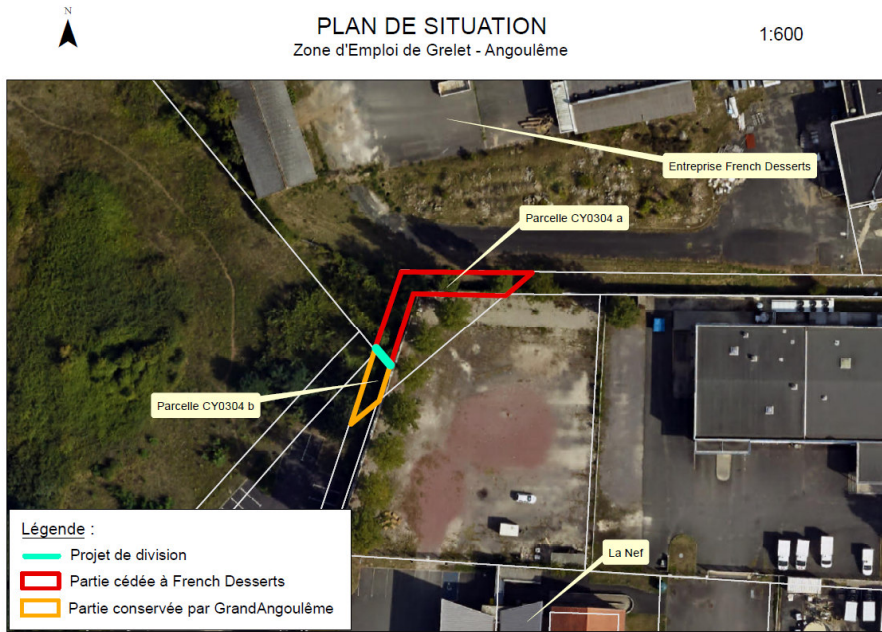 N
PLAN DE SITUATION
Zone d'Emploi de Grelet - Angoulême
1:600
Entreprise French Desserts
Parcelle CY0304 a
Parcelle CY0304 b
La Nef
Légende :
Projet de division
Partie cédée à French Desserts
Partie conservée par GrandAngoulême